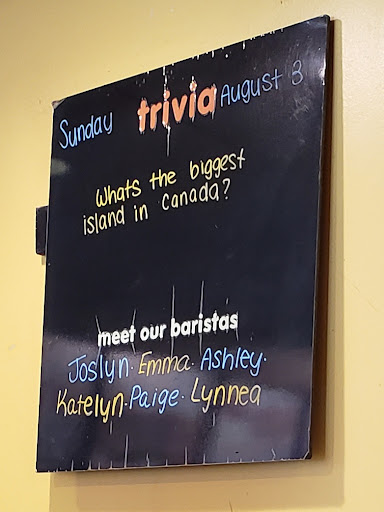 Sunday trivia August 3
Whats the biggest
island in Canada?
meet our baristas
Joslyn · Emma · Ashley ·
Katelyn · Paige · Lynnea